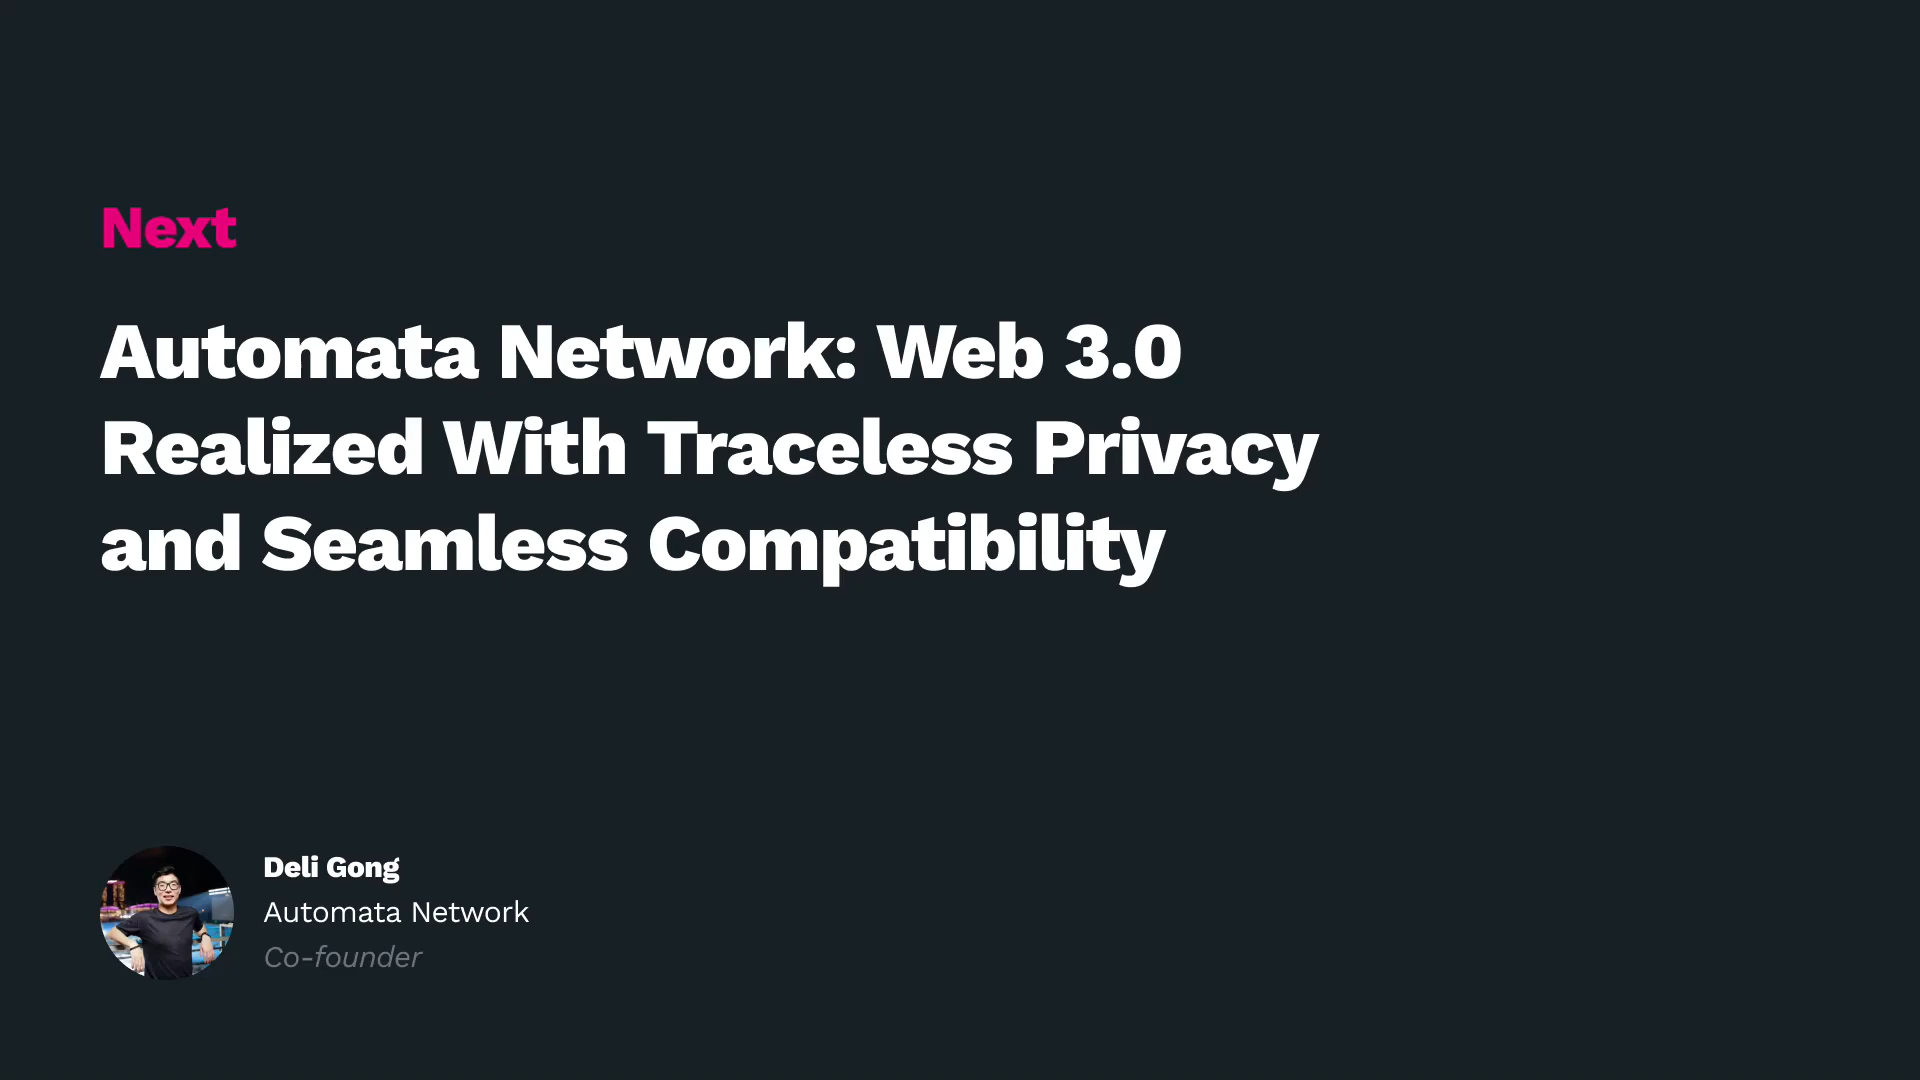 Next
Automata Network: Web 3.0
Realized With Traceless Privacy
and Seamless Compatibility
Deli Gong
Automata Network
Co-founder